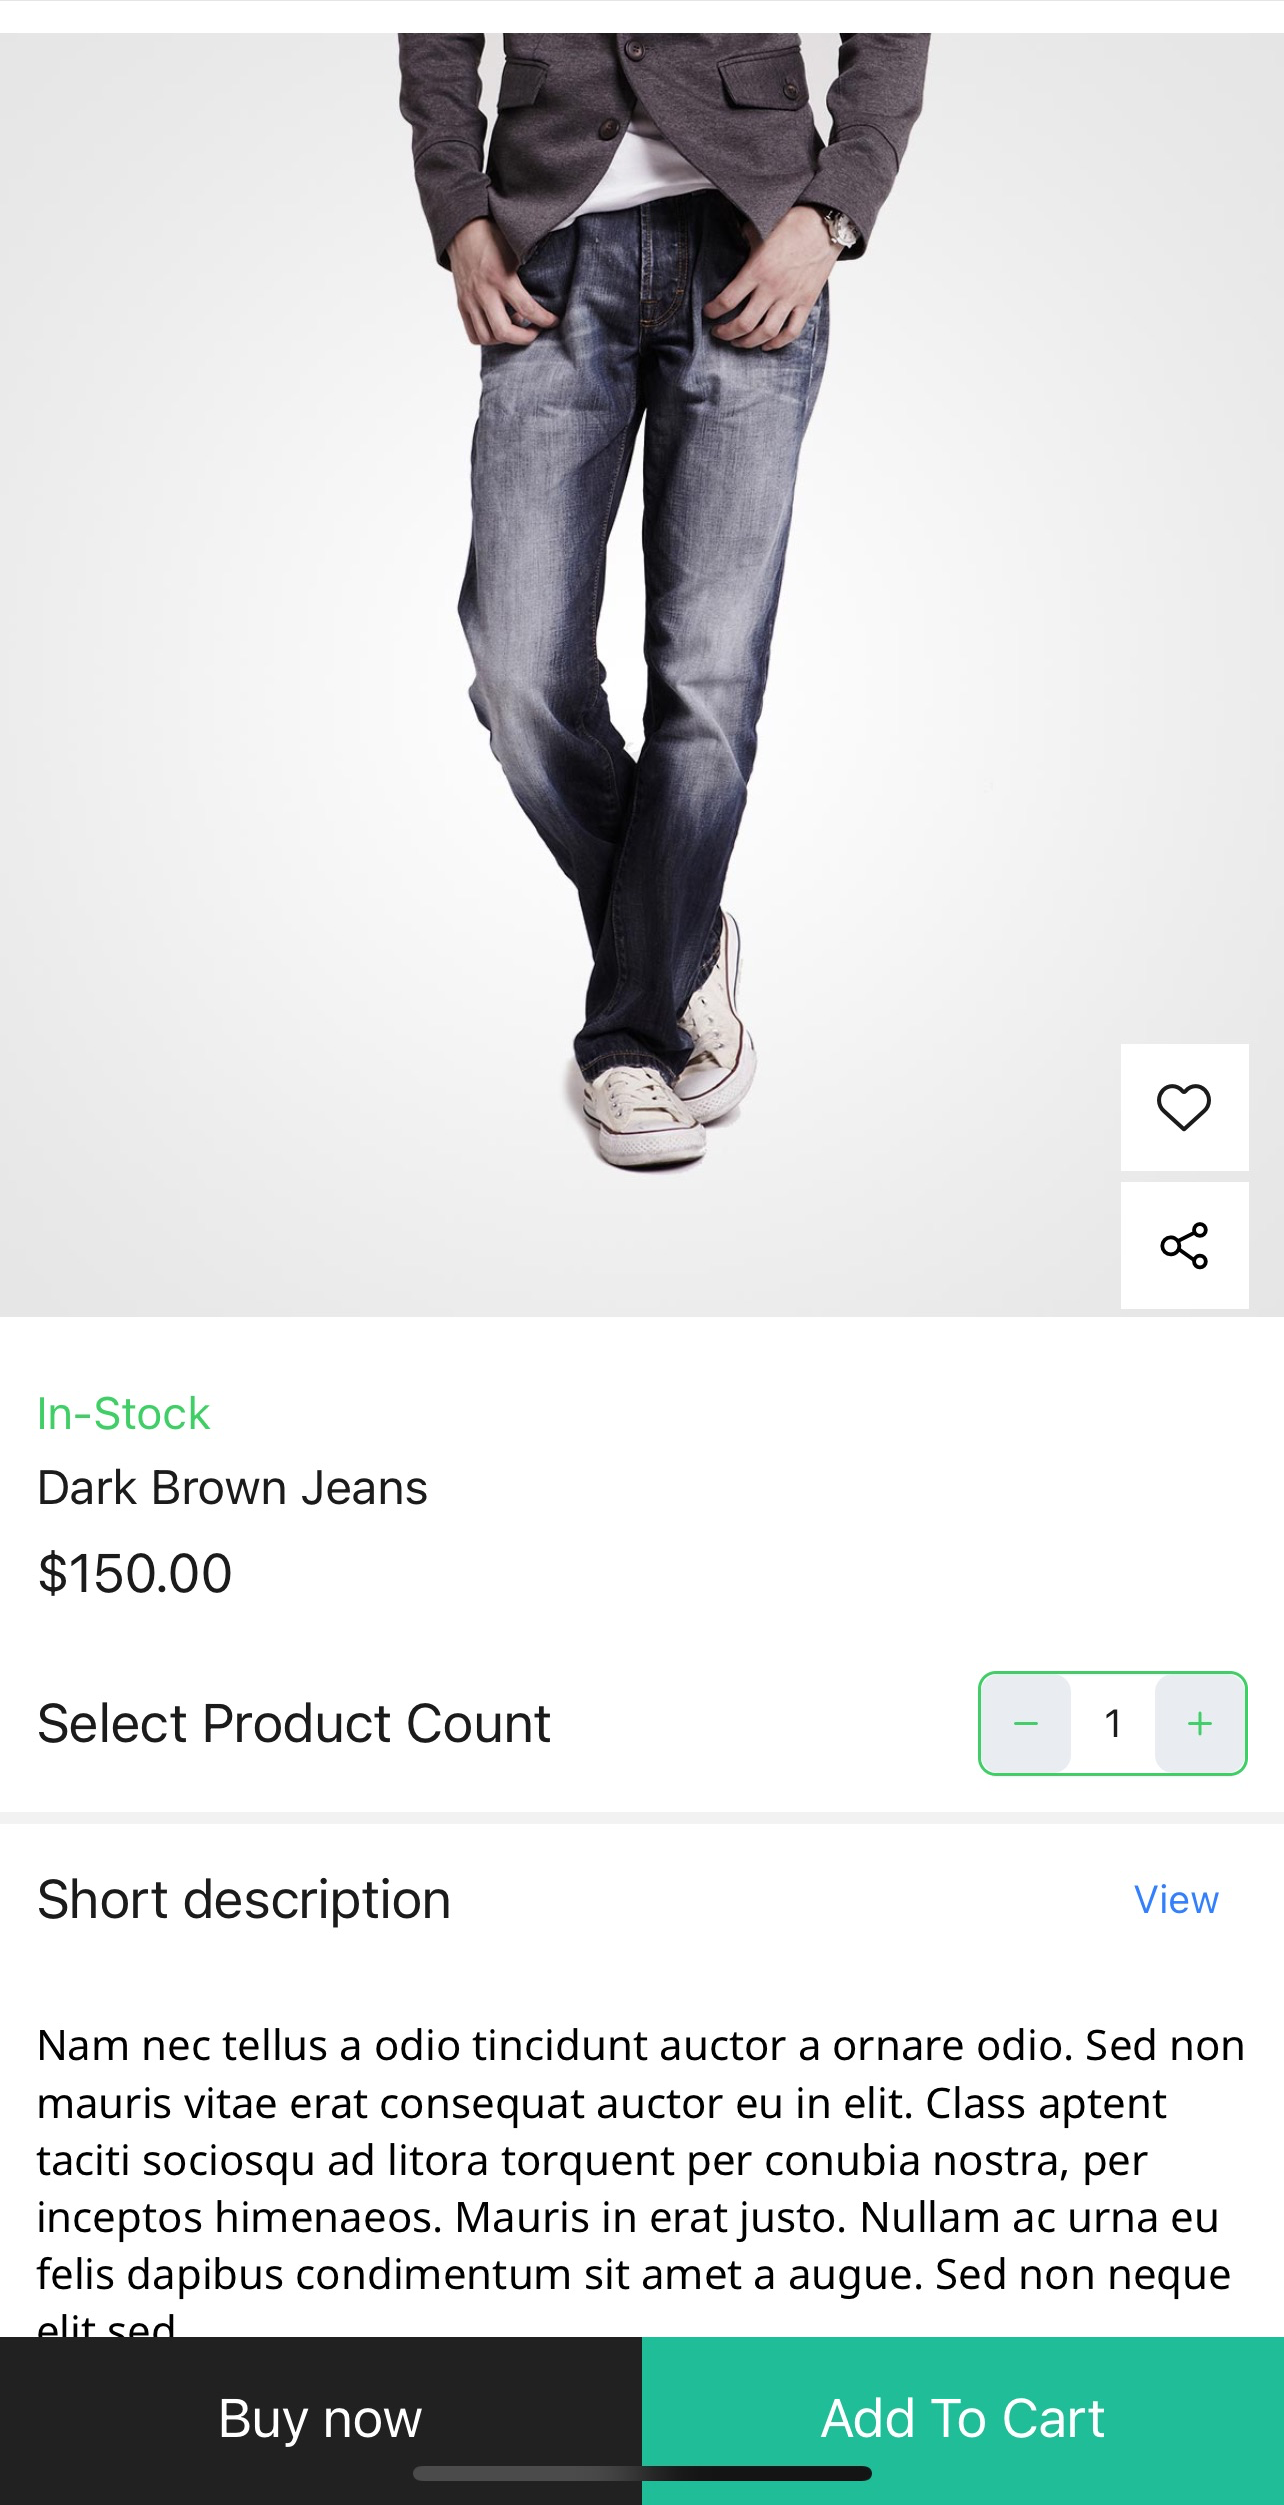 In-Stock
Dark Brown Jeans
$150.00
Select Product Count
− 1 +
Short description
View
Nam nec tellus a odio tincidunt auctor a ornare odio. Sed non
mauris vitae erat consequat auctor eu in elit. Class aptent
taciti sociosqu ad litora torquent per conubia nostra, per
inceptos himenaeos. Mauris in erat justo. Nullam ac urna eu
felis dapibus condimentum sit amet a augue. Sed non neque
elit sed
Buy now
Add To Cart